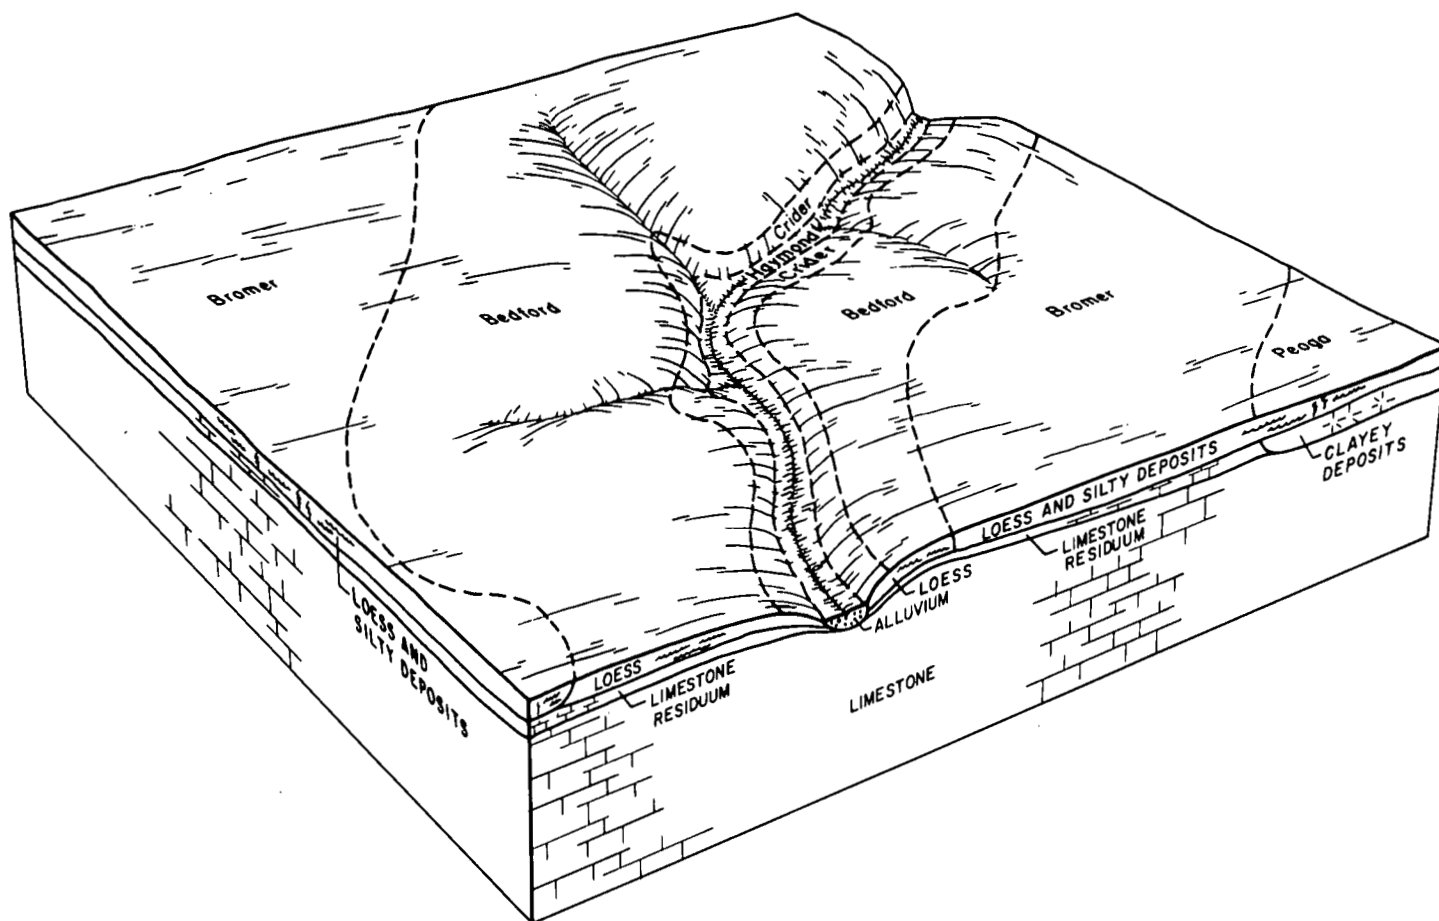 Crider
Haymond
Crider
Bromer
Bedford
Bedford
Bromer
Peoga
CLAYEY
DEPOSITS
LOESS AND SILTY DEPOSITS
LIMESTONE
RESIDUUM
LOESS
ALLUVIUM
LOESS AND
SILTY DEPOSITS
LOESS
LIMESTONE
RESIDUUM
LIMESTONE